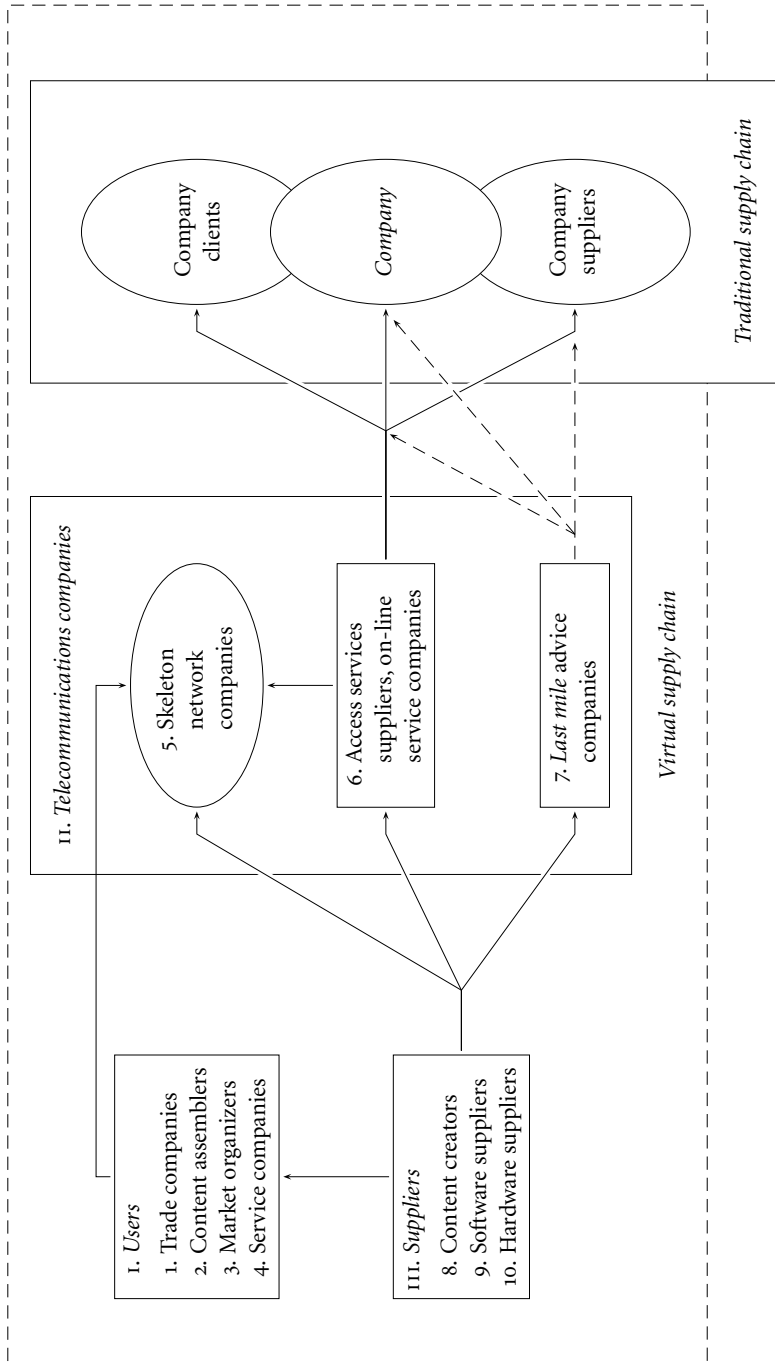 I. Users
1. Trade companies
2. Content assemblers
3. Market organizers
4. Service companies
III. Suppliers
8. Content creators
9. Software suppliers
10. Hardware suppliers
II. Telecommunications companies
5. Skeleton
network
companies
6. Access services
suppliers, on-line
service companies
7. Last mile advice
companies
Virtual supply chain
Company
clients
Company
Company
suppliers
Traditional supply chain